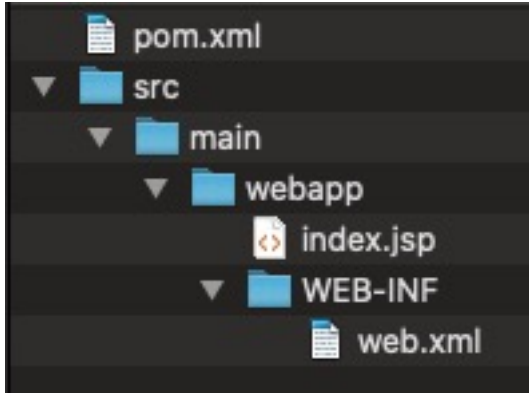 pom.xml
src
main
webapp
index.jsp
WEB-INF
web.xml